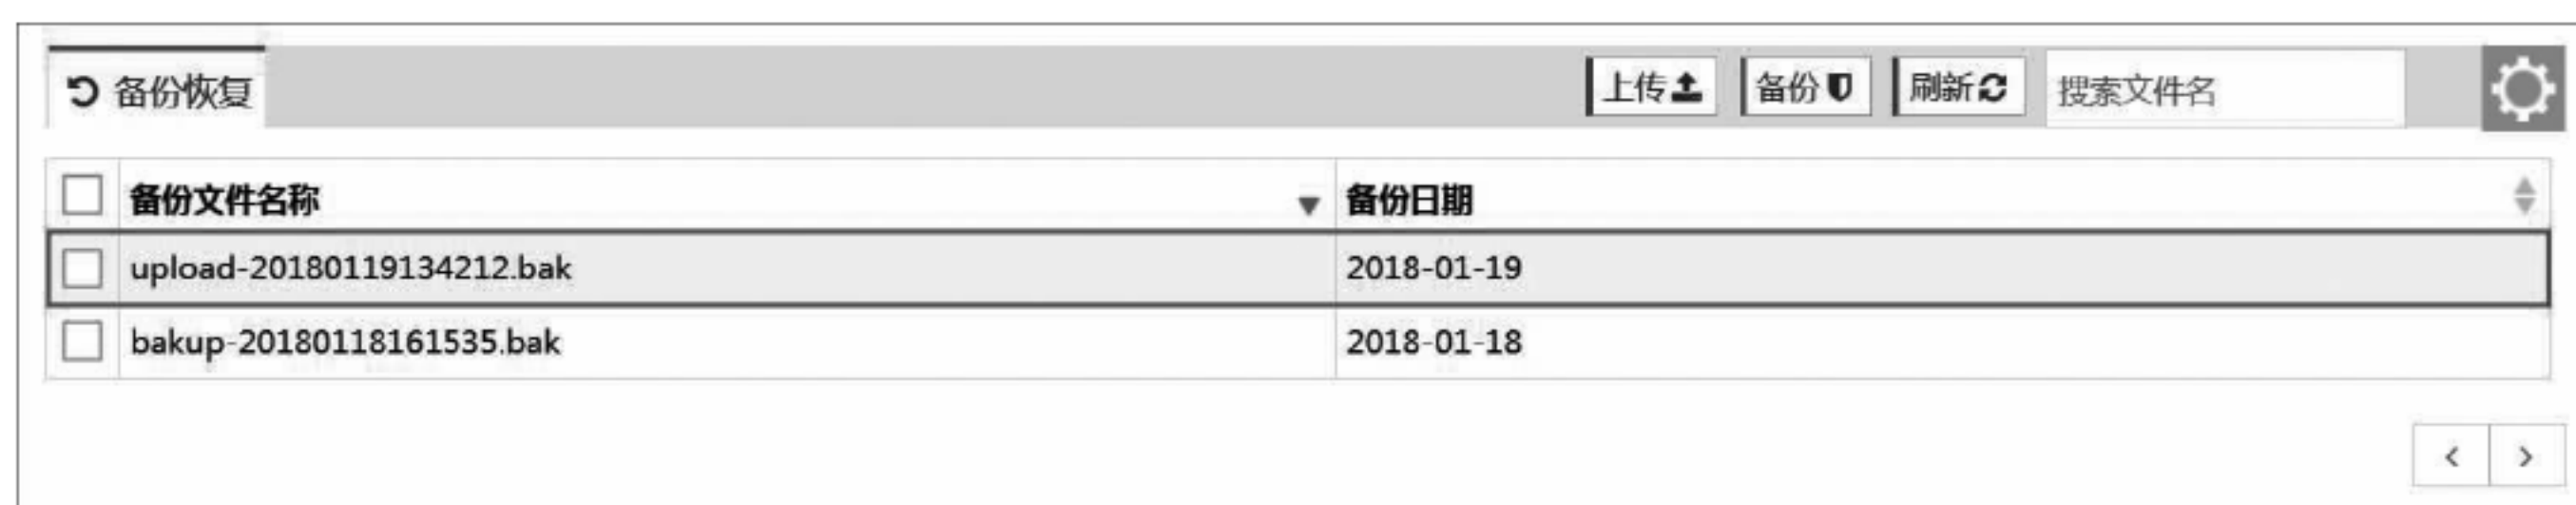 备份恢复 上传 备份 刷新 搜索文件名
备份文件名称 备份日期
upload-20180119134212.bak 2018-01-19
bakup-20180118161535.bak 2018-01-18